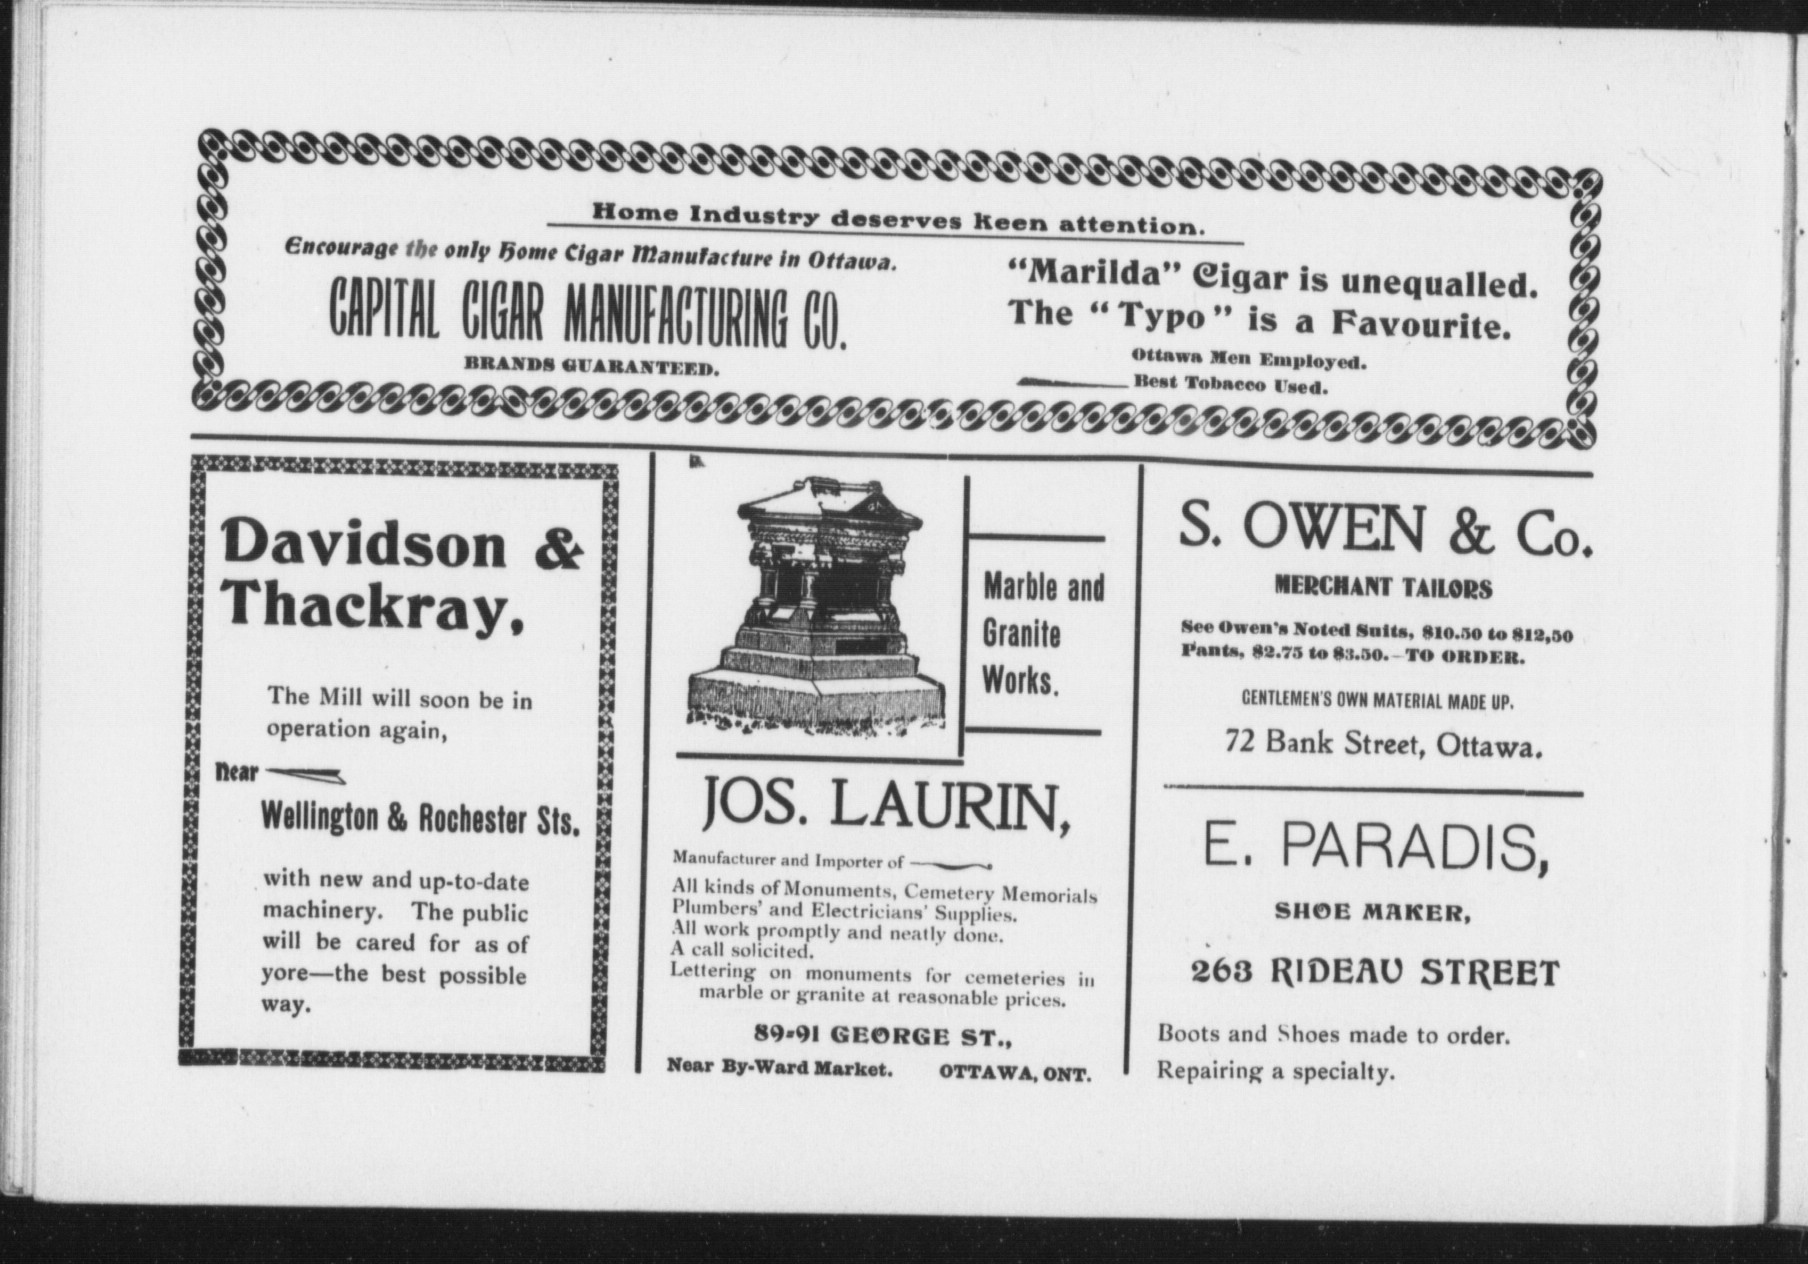 Home Industry deserves keen attention.
Encourage the only Home Cigar Manufacture in Ottawa.
CAPITAL CIGAR MANUFACTURING CO.
BRANDS GUARANTEED.
“Marilda” Cigar is unequalled.
The “Typo” is a Favourite.
Ottawa Men Employed.
Best Tobacco Used.
Davidson &
Thackray,
The Mill will soon be in
operation again,
Near
Wellington & Rochester Sts.
with new and up-to-date
machinery. The public
will be cared for as of
yore—the best possible
way.
Marble and
Granite
Works.
JOS. LAURIN,
Manufacturer and Importer of
All kinds of Monuments, Cemetery Memorials
Plumbers' and Electricians' Supplies.
All work promptly and neatly done.
A call solicited.
Lettering on monuments for cemeteries in
marble or granite at reasonable prices.
89-91 GEORGE ST.,
Near By-Ward Market. OTTAWA, ONT.
S. OWEN & Co.
MERCHANT TAILORS
See Owen's Noted Suits, $10.50 to $12,50
Pants, $2.75 to $3.50.—TO ORDER.
GENTLEMEN'S OWN MATERIAL MADE UP.
72 Bank Street, Ottawa.
E. PARADIS,
SHOE MAKER,
263 RIDEAU STREET
Boots and Shoes made to order.
Repairing a specialty.